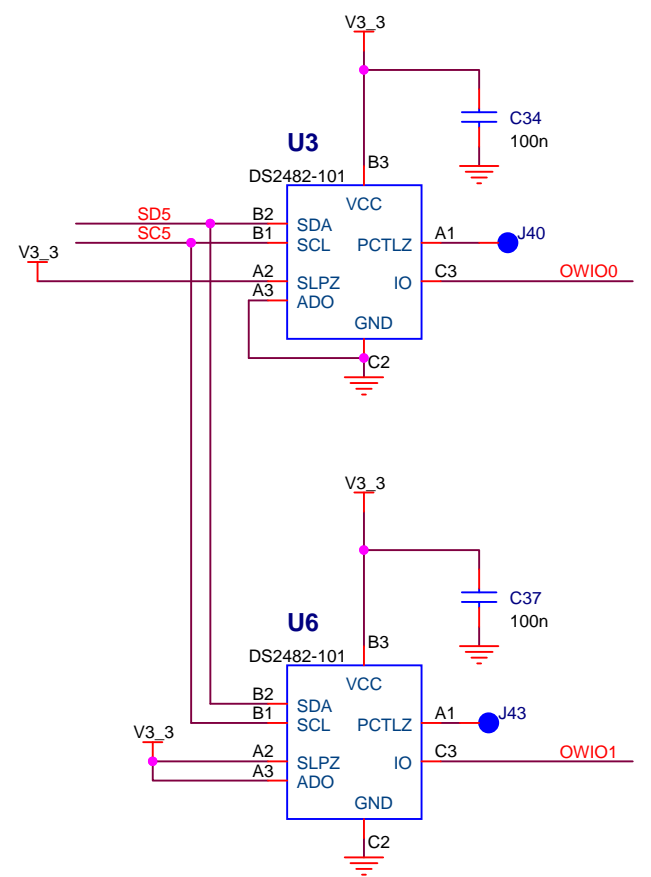 V3_3
C34
100n
U3
DS2482-101
B3
VCC
SD5
B2
SDA
SC5
B1
SCL
PCTLZ
A1
J40
V3_3
A2
SLPZ
IO
C3
OWIO0
A3
ADO
GND
C2
V3_3
C37
100n
U6
DS2482-101
B3
VCC
B2
SDA
B1
SCL
PCTLZ
A1
J43
V3_3
A2
SLPZ
IO
C3
OWIO1
A3
ADO
GND
C2